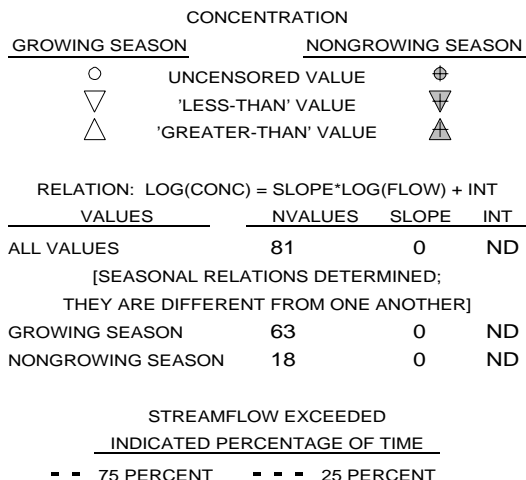 CONCENTRATION
GROWING SEASON NONGROWING SEASON
UNCENSORED VALUE
'LESS-THAN' VALUE
'GREATER-THAN' VALUE
RELATION: LOG(CONC) = SLOPE*LOG(FLOW) + INT
VALUES NVALUES SLOPE INT
ALL VALUES 81 0 ND
[SEASONAL RELATIONS DETERMINED;
THEY ARE DIFFERENT FROM ONE ANOTHER]
GROWING SEASON 63 0 ND
NONGROWING SEASON 18 0 ND
STREAMFLOW EXCEEDED
INDICATED PERCENTAGE OF TIME
75 PERCENT 25 PERCENT